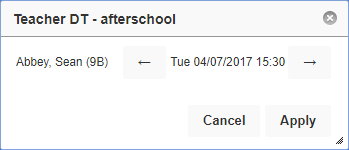 Teacher DT - afterschool
Abbey, Sean (9B) ← Tue 04/07/2017 15:30 →
Cancel Apply